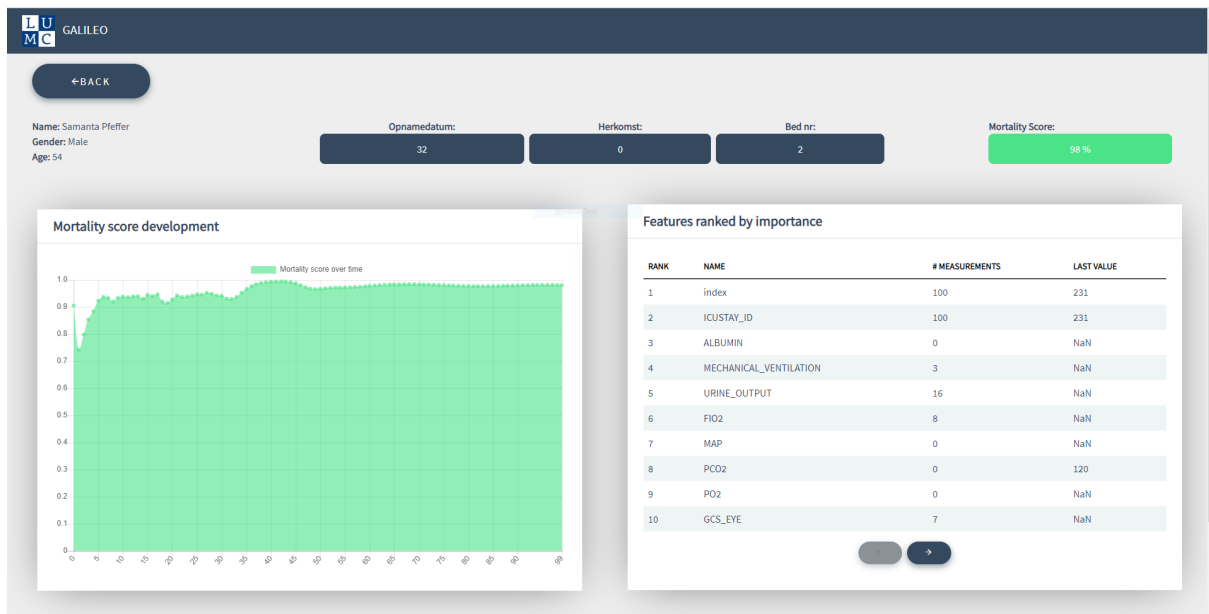 L U
M C
GALILEO
←BACK
Name: Samanta Pfeffer
Gender: Male
Age: 54
Opnamedatum:
32
Herkomst:
0
Bed nr:
2
Mortality Score:
98 %
Mortality score development
Mortality score over time
1.0
0.9
0.8
0.7
0.6
0.5
0.4
0.3
0.2
0.1
0
0 5 10 15 20 25 30 35 40 45 50 55 60 65 70 75 80 85 90 99
Features ranked by importance
RANK NAME # MEASUREMENTS LAST VALUE
1 index 100 231
2 ICUSTAY_ID 100 231
3 ALBUMIN 0 NaN
4 MECHANICAL_VENTILATION 3 NaN
5 URINE_OUTPUT 16 NaN
6 FIO2 8 NaN
7 MAP 0 NaN
8 PCO2 0 120
9 PO2 0 NaN
10 GCS_EYE 7 NaN
→